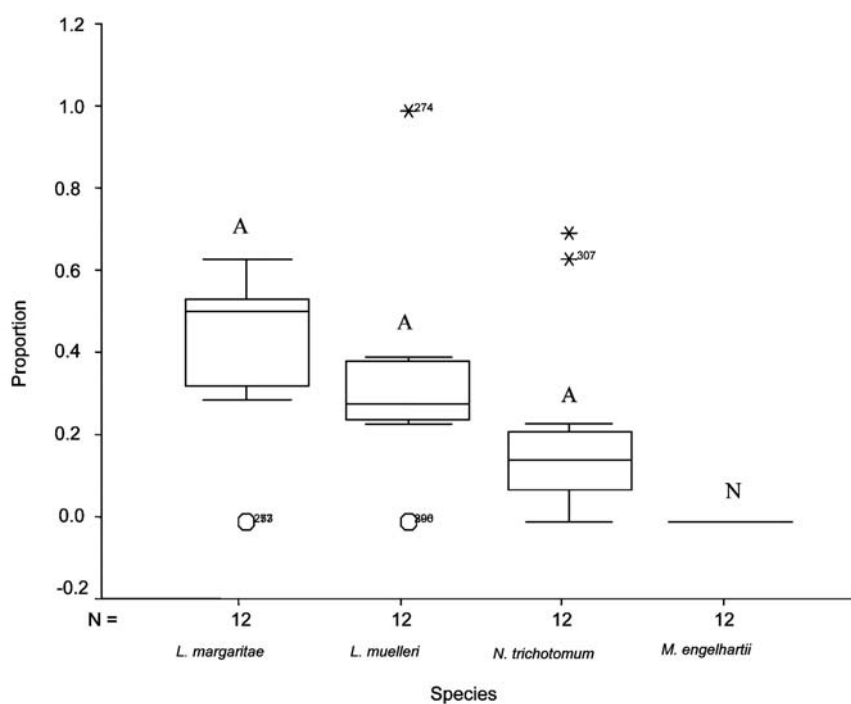 1.2
1.0
0.8
0.6
0.4
0.2
0.0
-0.2
Proportion
A
A
A
N
274
307
N = 12 12 12 12
L. margaritae L. muelleri N. trichotomum M. engelhartii
Species